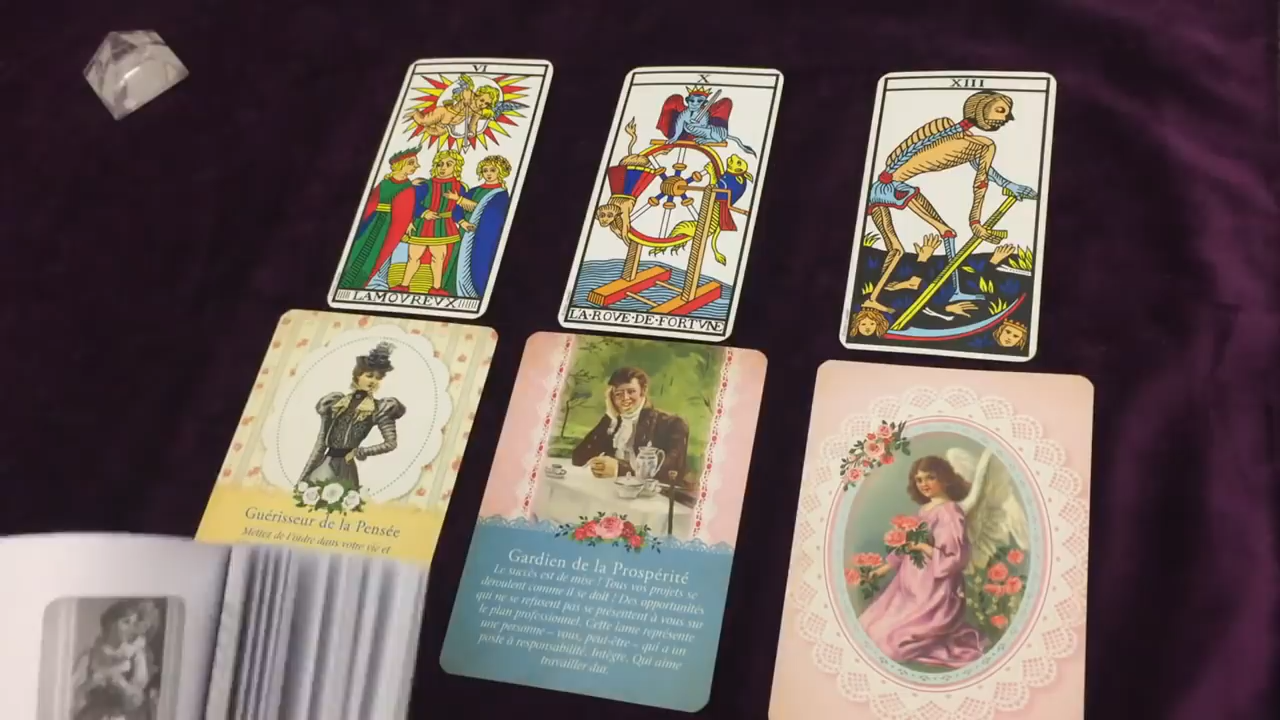 VI
LAMOVREVX
X
LA·ROVE·DE·FORTVNE
XIII
Guérisseur de la Pensée
Mettez de l'ordre dans votre vie et
Gardien de la Prospérité
Le succès est de mise ! Tous vos projets se
déroulent comme il se doit ! Des opportunités
qui ne se refusent pas se présentent à vous sur
le plan professionnel. Cette lame représente
une personne – vous, peut-être – qui a un
poste à responsabilité. Intègre. Qui aime
travailler dur.